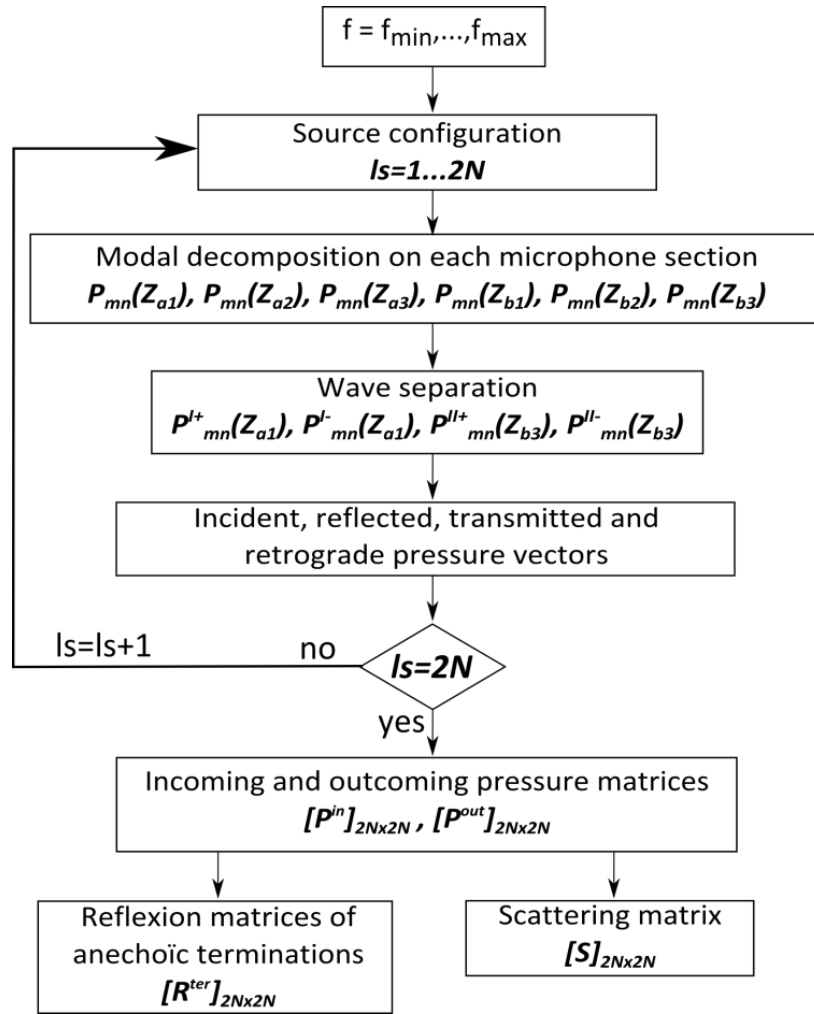 f = f_min,...,f_max
Source configuration
ls=1...2N
Modal decomposition on each microphone section
P_mn(Z_a1), P_mn(Z_a2), P_mn(Z_a3), P_mn(Z_b1), P_mn(Z_b2), P_mn(Z_b3)
Wave separation
P^I+_mn(Z_a1), P^I-_mn(Z_a1), P^II+_mn(Z_b3), P^II-_mn(Z_b3)
Incident, reflected, transmitted and
retrograde pressure vectors
ls=ls+1
no
ls=2N
yes
Incoming and outcoming pressure matrices
[P^in]_2Nx2N , [P^out]_2Nx2N
Reflexion matrices of
anechoïc terminations
[R^ter]_2Nx2N
Scattering matrix
[S]_2Nx2N